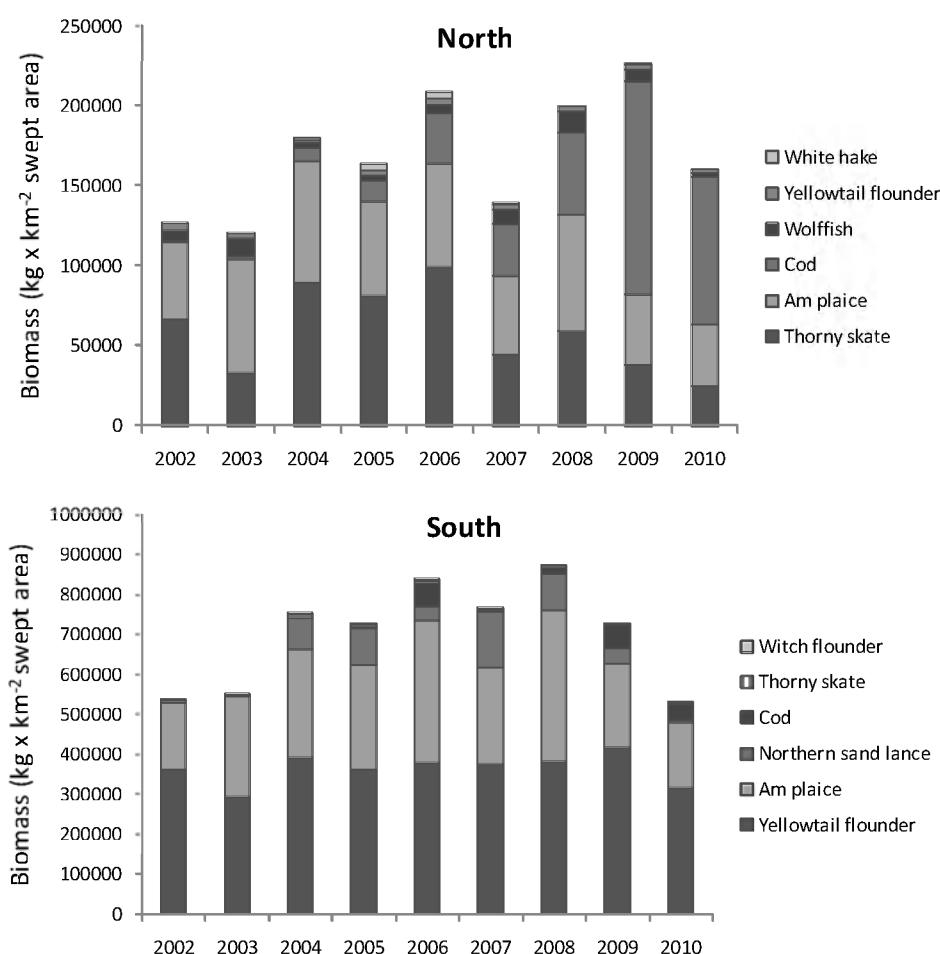 North
Biomass (kg x km⁻² swept area)
250000
200000
150000
100000
50000
0
2002 2003 2004 2005 2006 2007 2008 2009 2010
White hake
Yellowtail flounder
Wolffish
Cod
Am plaice
Thorny skate
South
Biomass (kg x km⁻² swept area)
1000000
900000
800000
700000
600000
500000
400000
300000
200000
100000
0
2002 2003 2004 2005 2006 2007 2008 2009 2010
Witch flounder
Thorny skate
Cod
Northern sand lance
Am plaice
Yellowtail flounder